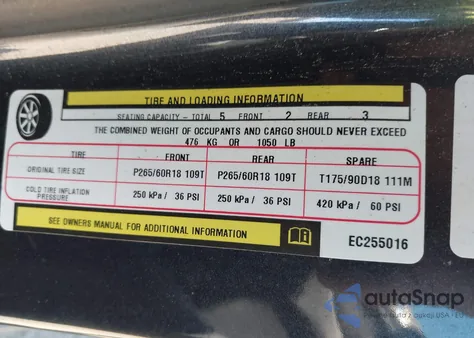 TIRE AND LOADING INFORMATION
SEATING CAPACITY - TOTAL 5 FRONT 2 REAR 3
THE COMBINED WEIGHT OF OCCUPANTS AND CARGO SHOULD NEVER EXCEED
476 KG OR 1050 LB
TIRE FRONT REAR SPARE
ORIGINAL TIRE SIZE P265/60R18 109T P265/60R18 109T T175/90D18 111M
COLD TIRE INFLATION PRESSURE 250 kPa / 36 PSI 250 kPa / 36 PSI 420 kPa / 60 PSI
SEE OWNERS MANUAL FOR ADDITIONAL INFORMATION
EC255016
autoSnap